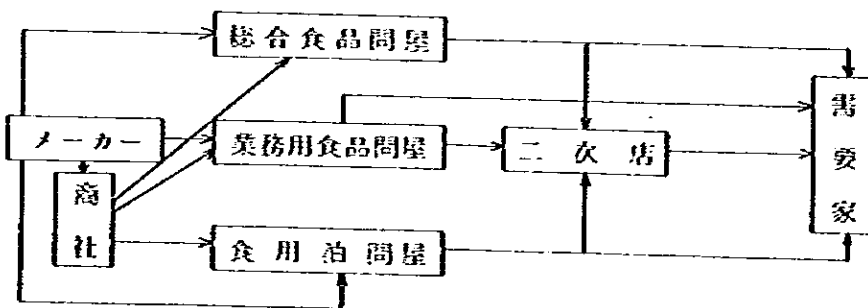 総合食品問屋
メーカー
業務用食品問屋
二次店
商社
食用油問屋
需要家